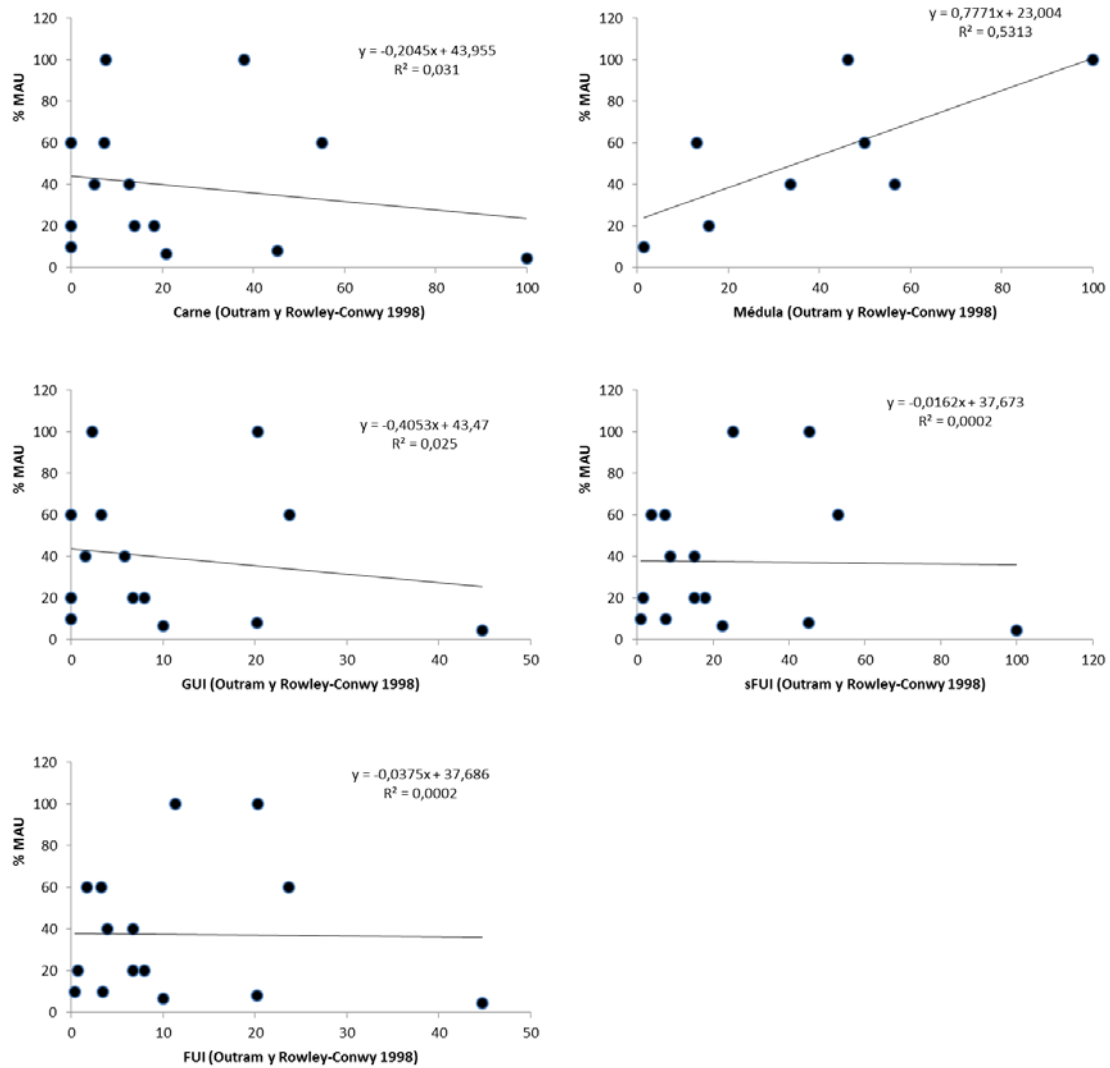 y = -0,2045x + 43,955
R² = 0,031
120
100
80
60
40
20
0
% MAU
0 20 40 60 80 100
Carne (Outram y Rowley-Conwy 1998)
y = 0,7771x + 23,004
R² = 0,5313
120
100
80
60
40
20
0
% MAU
0 20 40 60 80 100
Médula (Outram y Rowley-Conwy 1998)
y = -0,4053x + 43,47
R² = 0,025
120
100
80
60
40
20
0
% MAU
0 10 20 30 40 50
GUI (Outram y Rowley-Conwy 1998)
y = -0,0162x + 37,673
R² = 0,0002
120
100
80
60
40
20
0
% MAU
0 20 40 60 80 100 120
sFUI (Outram y Rowley-Conwy 1998)
y = -0,0375x + 37,686
R² = 0,0002
120
100
80
60
40
20
0
% MAU
0 10 20 30 40 50
FUI (Outram y Rowley-Conwy 1998)